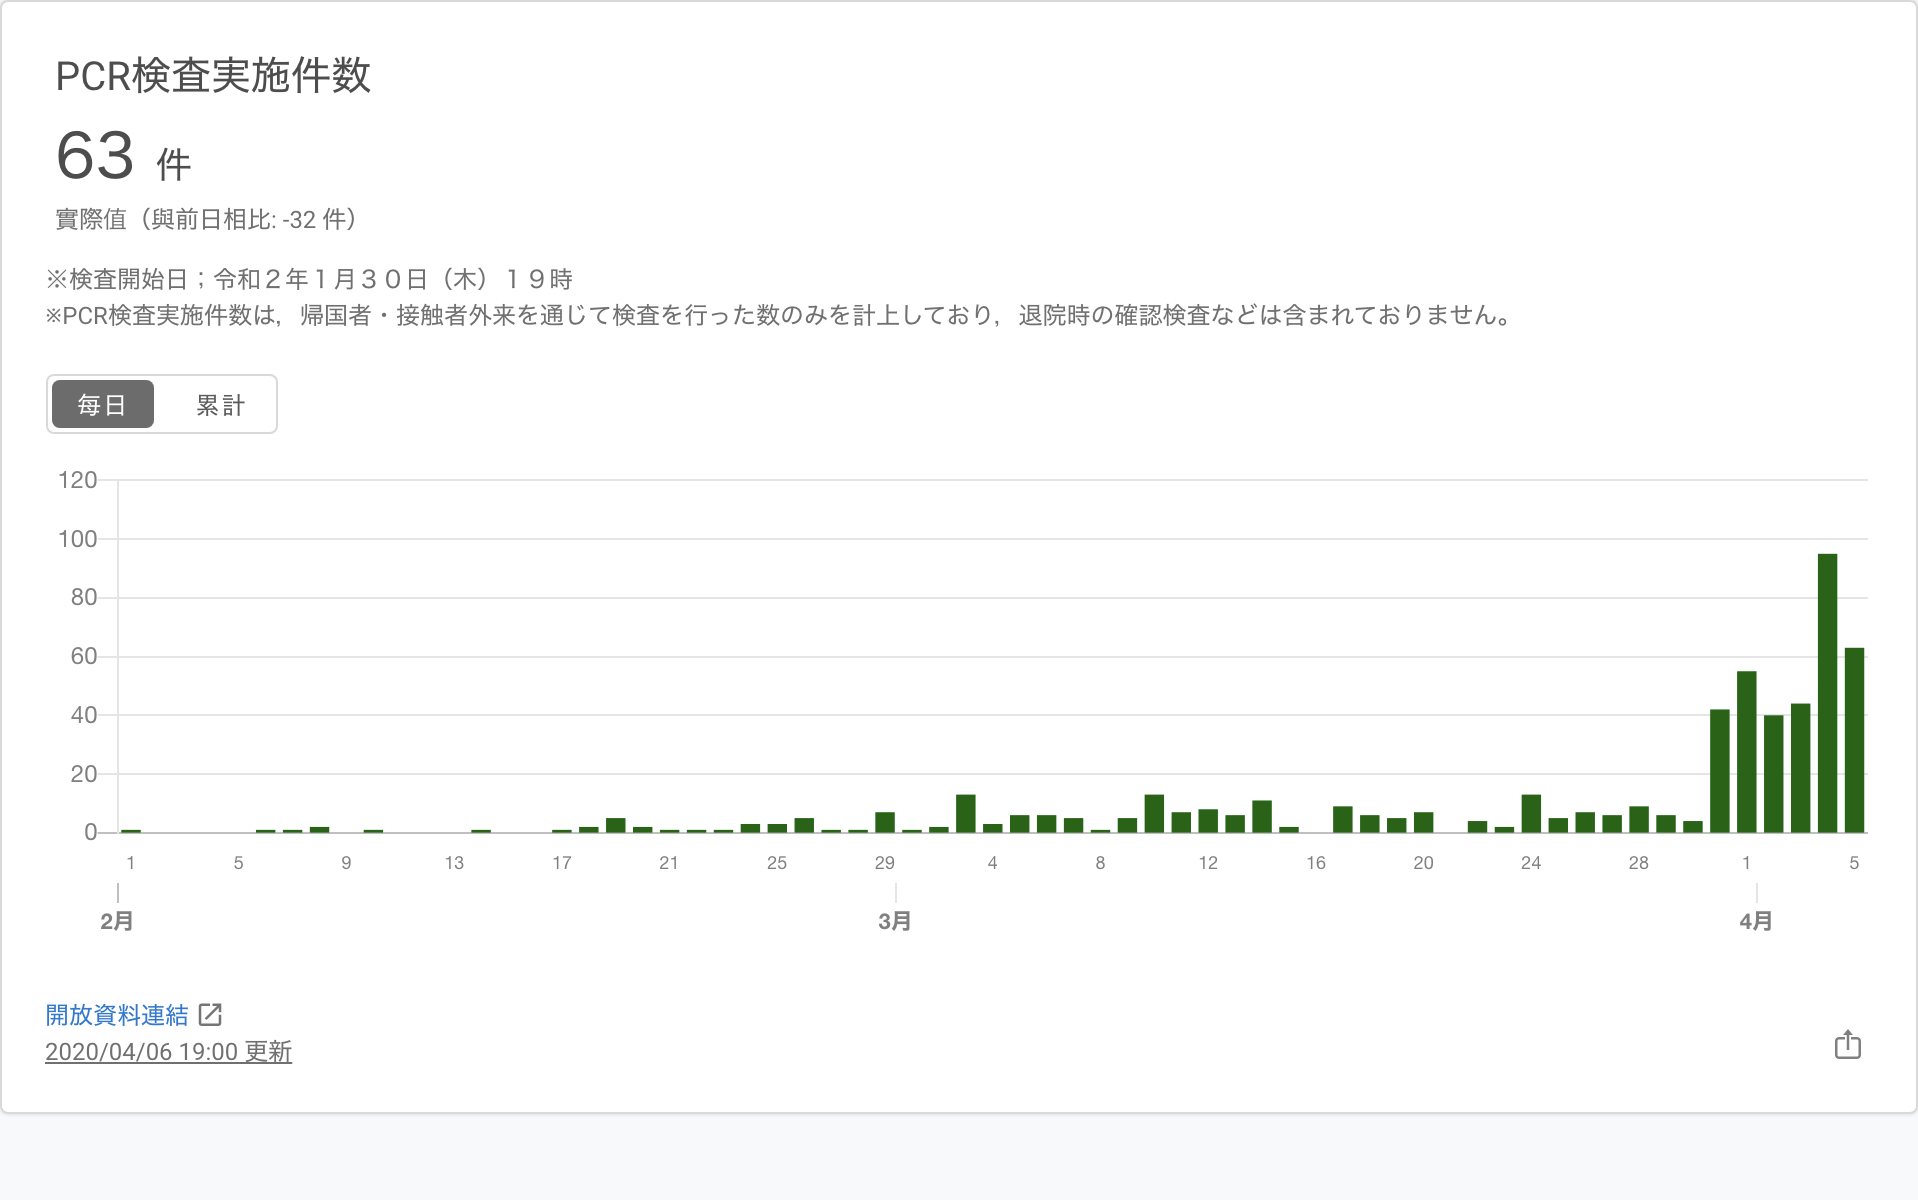 PCR検査実施件数
63 件
實際值（與前日相比: -32 件）
※検査開始日；令和２年１月３０日（木）１９時
※PCR検査実施件数は，帰国者・接触者外来を通じて検査を行った数のみを計上しており，退院時の確認検査などは含まれておりません。
每日 累計
120
100
80
60
40
20
0
1 5 9 13 17 21 25 29 4 8 12 16 20 24 28 1 5
2月 3月 4月
開放資料連結
2020/04/06 19:00 更新